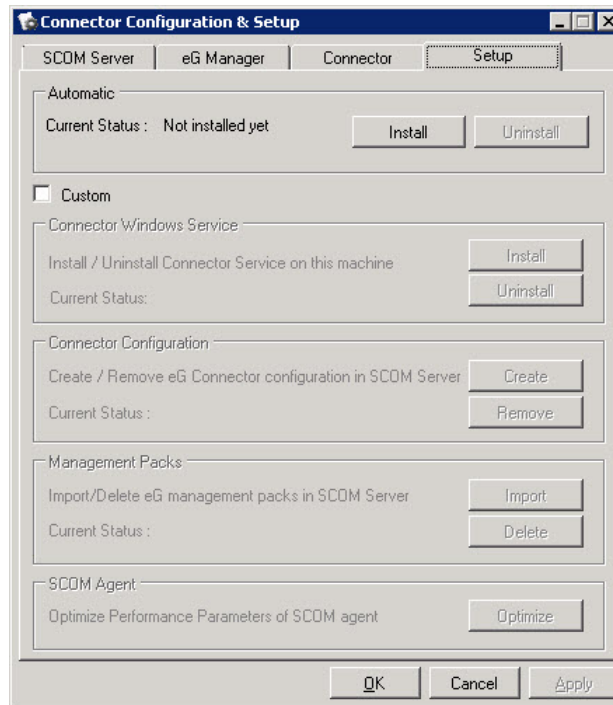 Connector Configuration & Setup
SCOM Server eG Manager Connector Setup
Automatic
Current Status : Not installed yet Install Uninstall
Custom
Connector Windows Service
Install / Uninstall Connector Service on this machine Install
Current Status: Uninstall
Connector Configuration
Create / Remove eG Connector configuration in SCOM Server Create
Current Status : Remove
Management Packs
Import/Delete eG management packs in SCOM Server Import
Current Status : Delete
SCOM Agent
Optimize Performance Parameters of SCOM agent Optimize
OK Cancel Apply